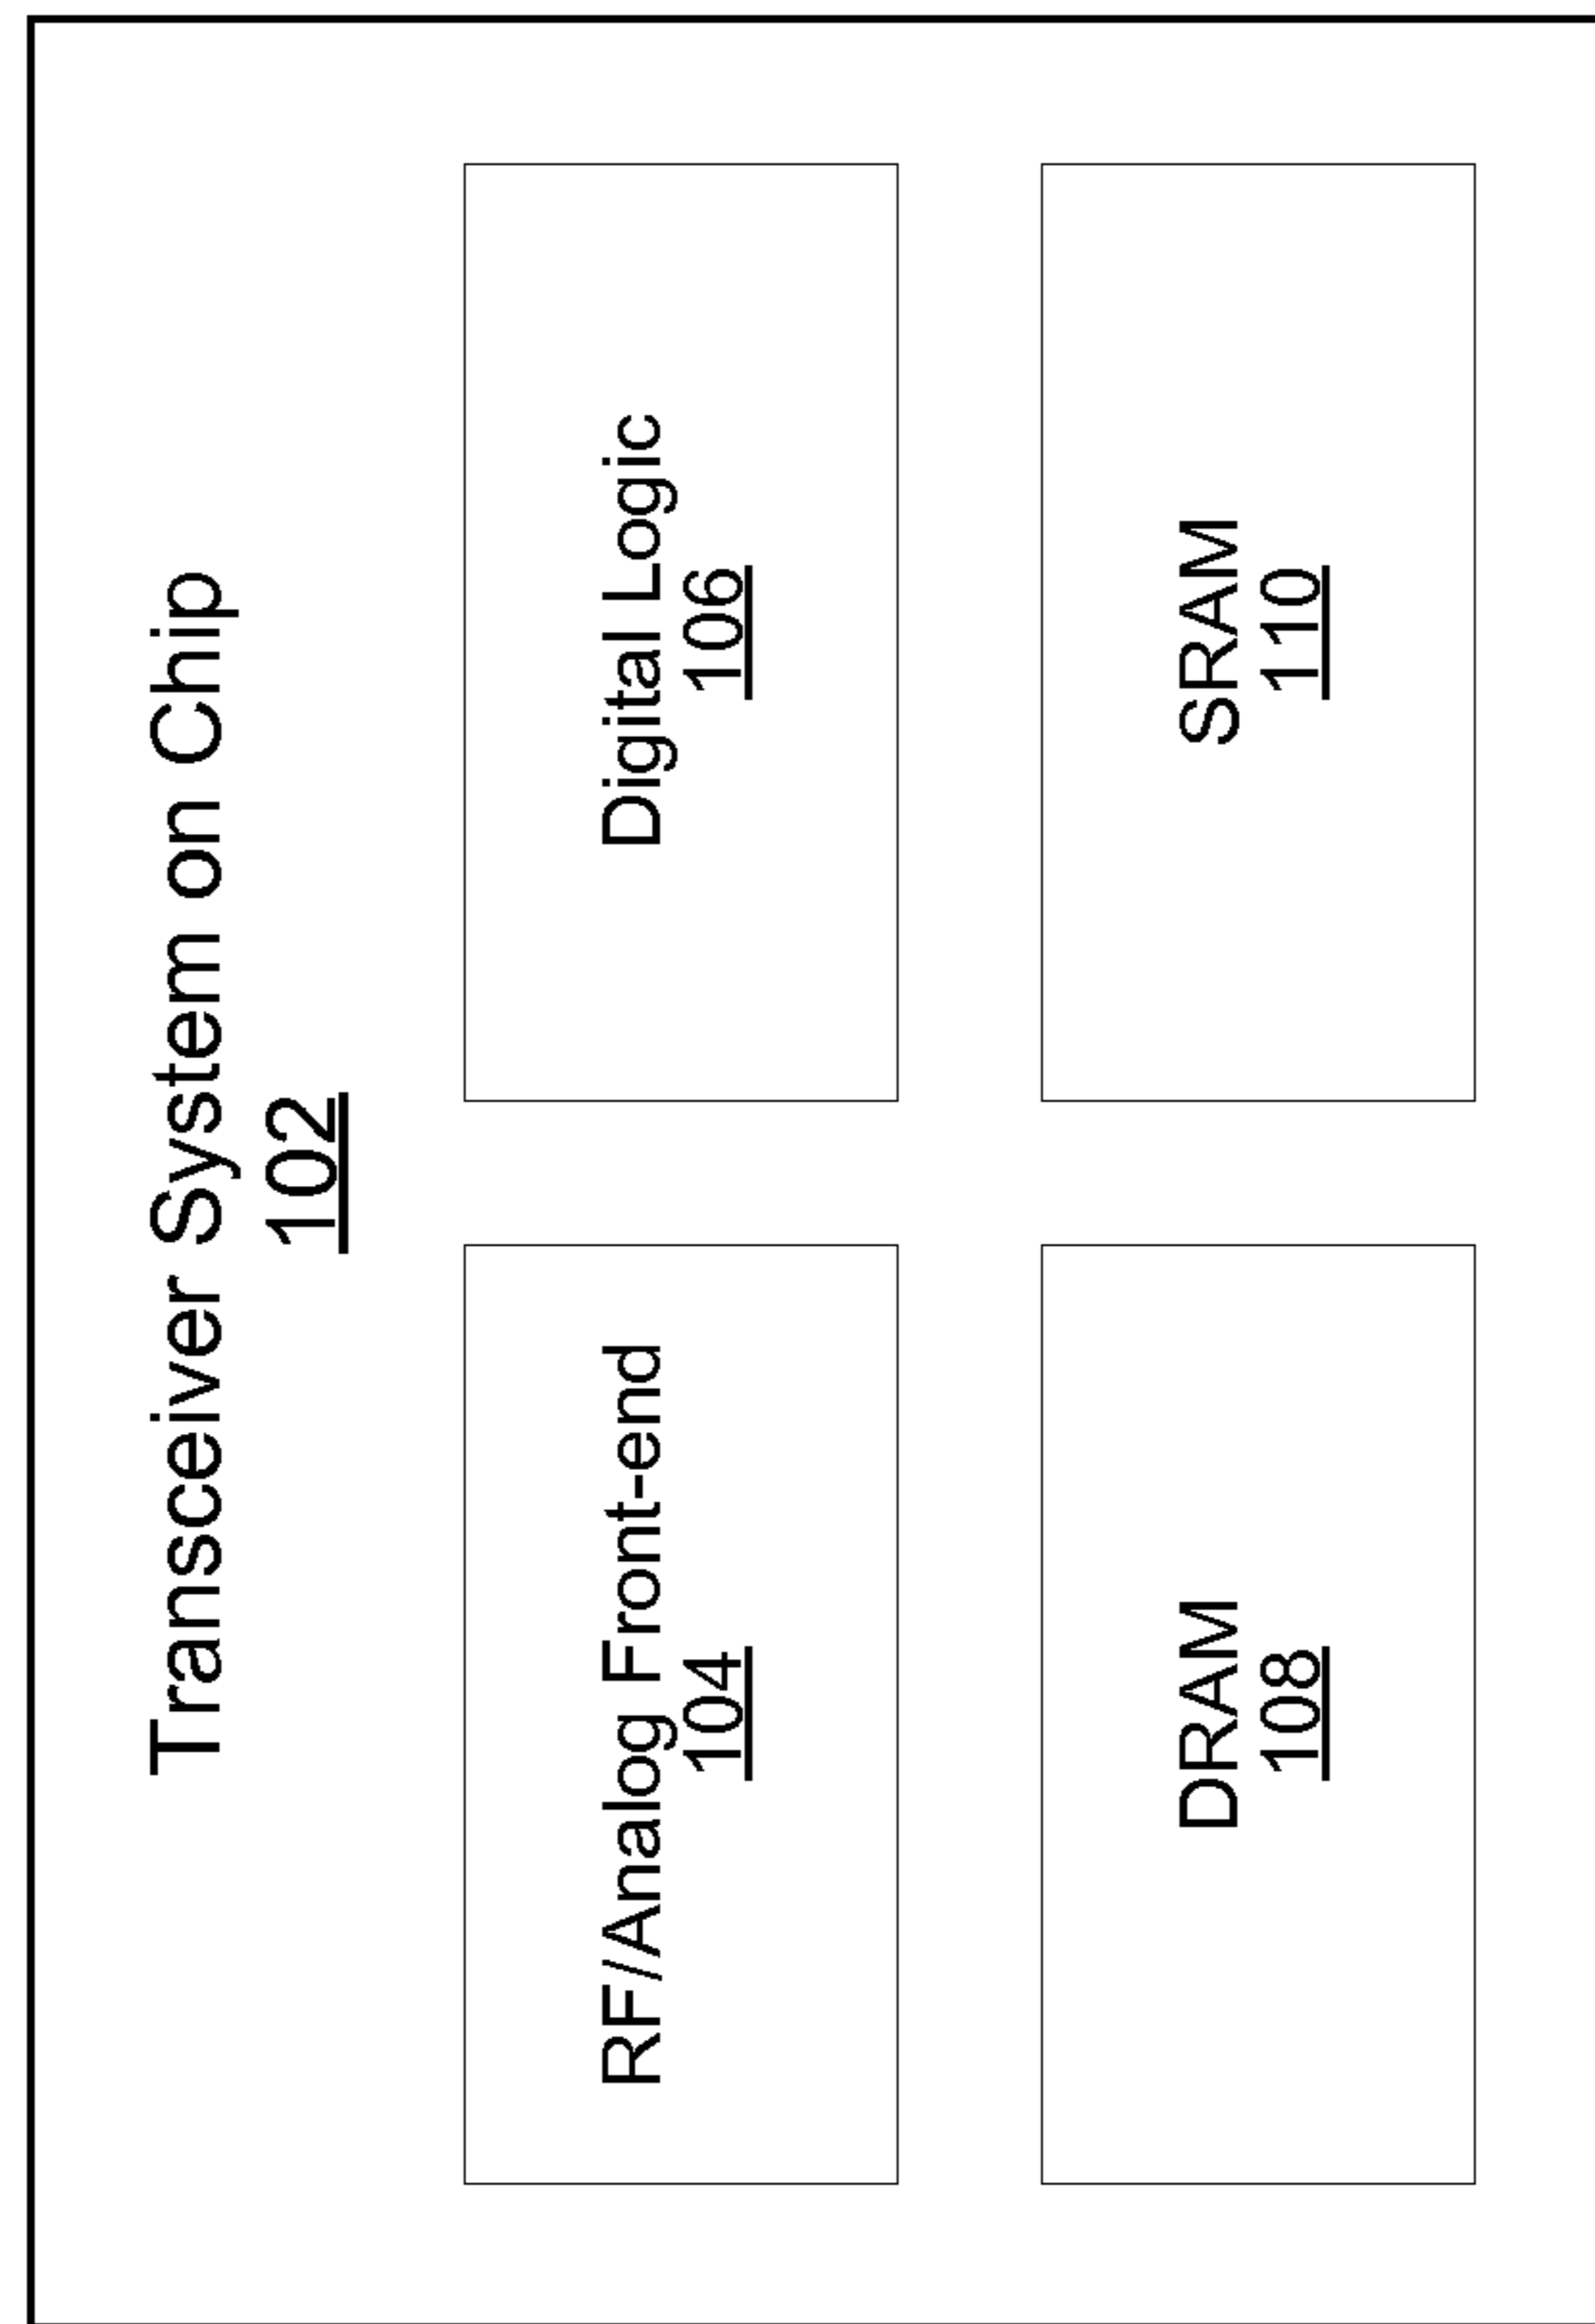 Transceiver System on Chip
102
RF/Analog Front-end
104
Digital Logic
106
DRAM
108
SRAM
110